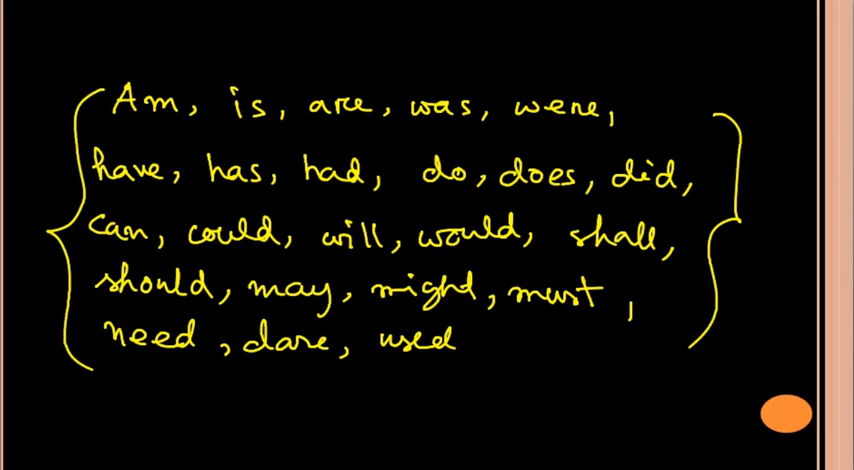 Am, is, are, was, were,
have, has, had, do, does, did,
can, could, will, would, shall,
should, may, might, must,
need, dare, used